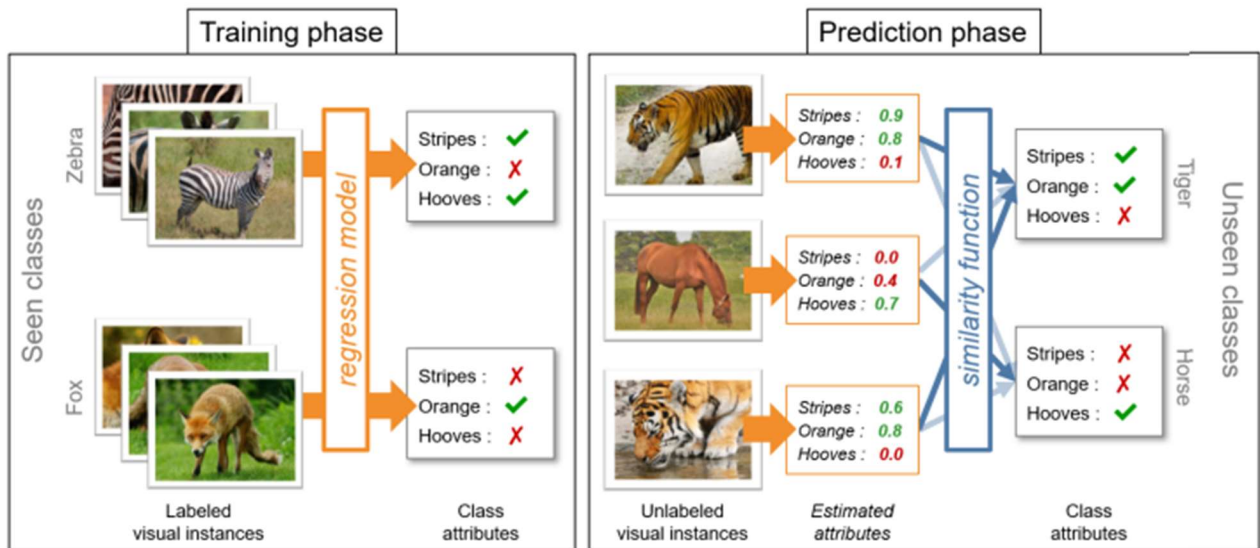 Training phase
Seen classes
Zebra
Fox
regression model
Stripes :
Orange :
Hooves :
Stripes :
Orange :
Hooves :
Labeled
visual instances
Class
attributes
Prediction phase
Stripes : 0.9
Orange : 0.8
Hooves : 0.1
Stripes : 0.0
Orange : 0.4
Hooves : 0.7
Stripes : 0.6
Orange : 0.8
Hooves : 0.0
similarity function
Stripes :
Orange :
Hooves :
Tiger
Stripes :
Orange :
Hooves :
Horse
Unseen classes
Unlabeled
visual instances
Estimated
attributes
Class
attributes